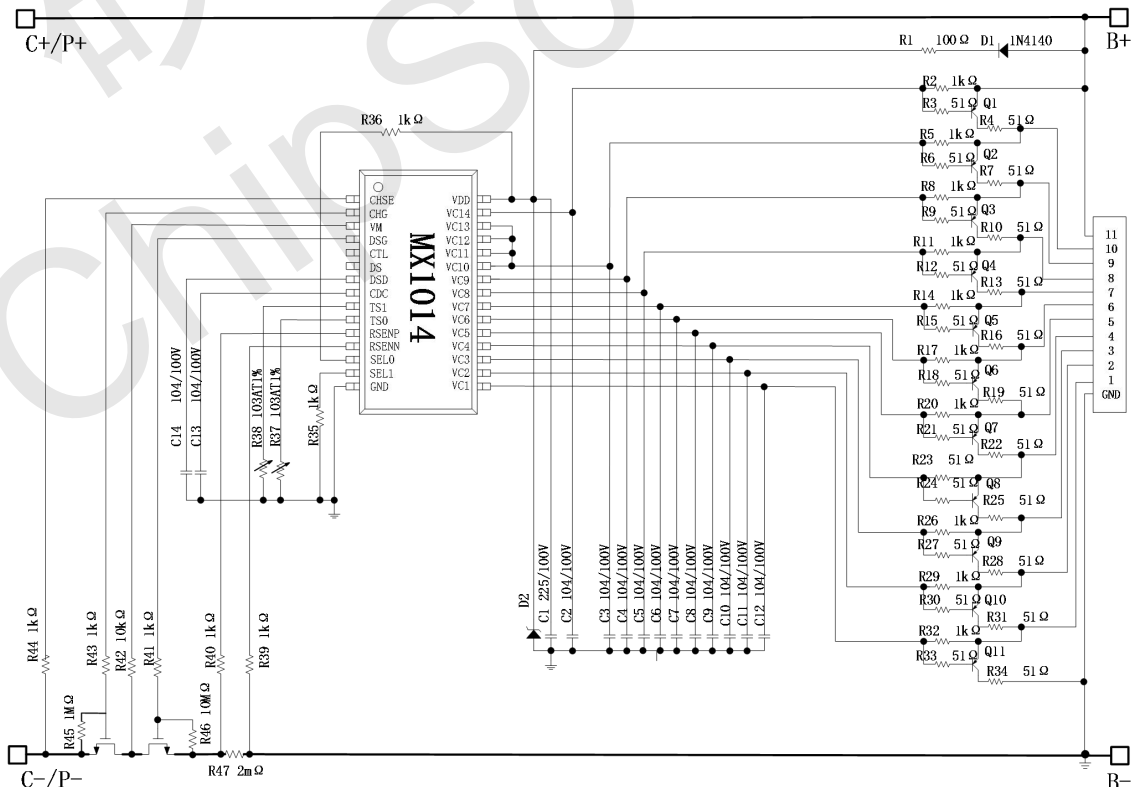 C+/P+
B+
R1 100Ω D1 1N4140
R2 1kΩ
R3 51Ω Q1
R4 51Ω
R5 1kΩ
R6 51Ω Q2
R7 51Ω
R8 1kΩ
R9 51Ω Q3
R10 51Ω
R11 1kΩ
R12 51Ω Q4
R13 51Ω
R14 1kΩ
R15 51Ω Q5
R16 51Ω
R17 1kΩ
R18 51Ω Q6
R19 51Ω
R20 1kΩ
R21 51Ω Q7
R22 51Ω
R23 51Ω
R24 51Ω Q8
R25 51Ω
R26 1kΩ
R27 51Ω Q9
R28 51Ω
R29 1kΩ
R30 51Ω Q10
R31 51Ω
R32 1kΩ
R33 51Ω Q11
R34 51Ω
11
10
9
8
7
6
5
4
3
2
1
GND
R36 1kΩ
MX1014
CHSE
CHG
VM
DSG
CTL
DS
DSD
CDC
TS1
TS0
RSENP
RSENN
SEL0
SEL1
GND
VDD
VC14
VC13
VC12
VC11
VC10
VC9
VC8
VC7
VC6
VC5
VC4
VC3
VC2
VC1
C14 104/100V
C13 104/100V
R38 103AT1%
R37 103AT1%
R35 1kΩ
D2
C1 225/100V
C2 104/100V
C3 104/100V
C4 104/100V
C5 104/100V
C6 104/100V
C7 104/100V
C8 104/100V
C9 104/100V
C10 104/100V
C11 104/100V
C12 104/100V
R44 1kΩ
R43 1kΩ
R42 10kΩ
R41 1kΩ
R40 1kΩ
R39 1kΩ
R45 1MΩ
R46 10MΩ
R47 2mΩ
C-/P-
B-